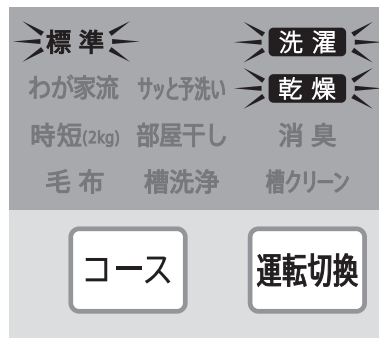 標準 洗濯
わが家流 サッと予洗い 乾燥
時短(2kg) 部屋干し 消臭
毛布 槽洗浄 槽クリーン
コース 運転切換